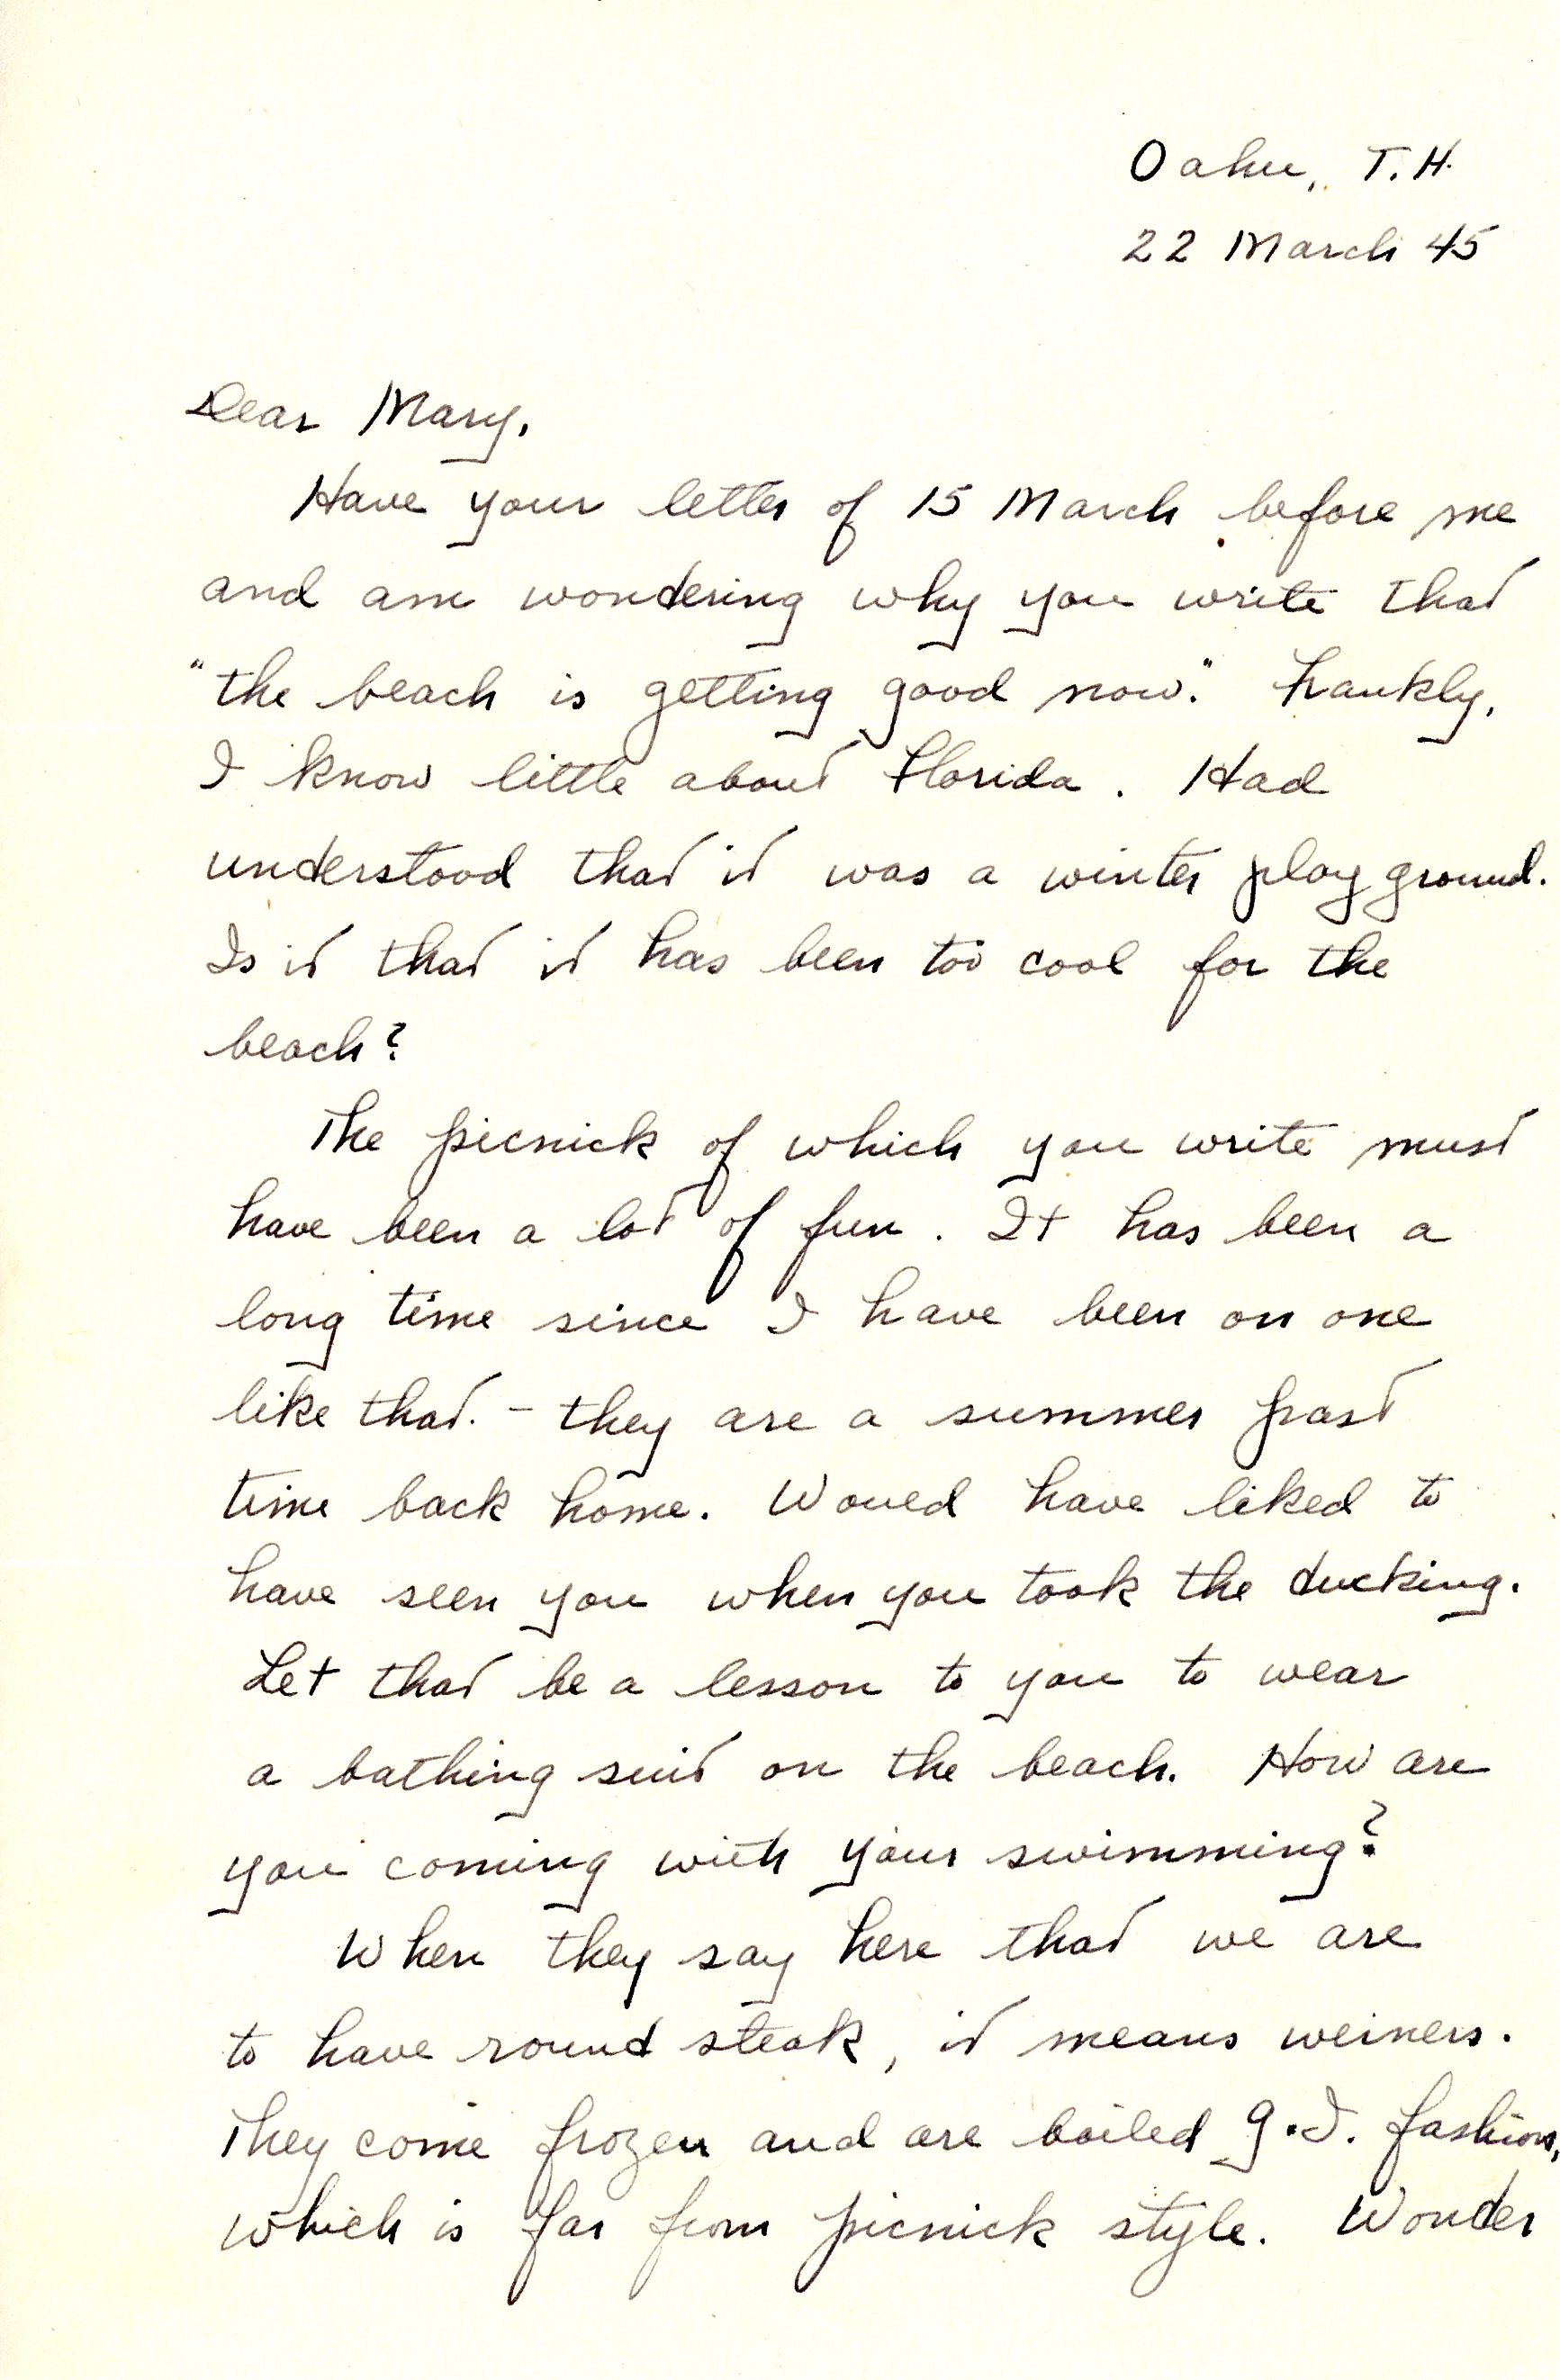 Oahu, T.H.
22 March 45
Dear Mary,
Have your letter of 15 March before me
and am wondering why you write that
"the beach is getting good now." Frankly,
I know little about Florida. Had
understood that it was a winter play ground.
Is it that it has been too cool for the
beach?
The picnick of which you write must
have been a lot of fun. It has been a
long time since I have been on one
like that. - they are a summer past
time back home. Would have liked to
have seen you when you took the ducking.
Let that be a lesson to you to wear
a bathing suit on the beach. How are
you coming with your swimming?
When they say here that we are
to have round steak, it means weiners.
They come frozen and are boiled G.I. fashion,
which is far from picnick style. Wonder